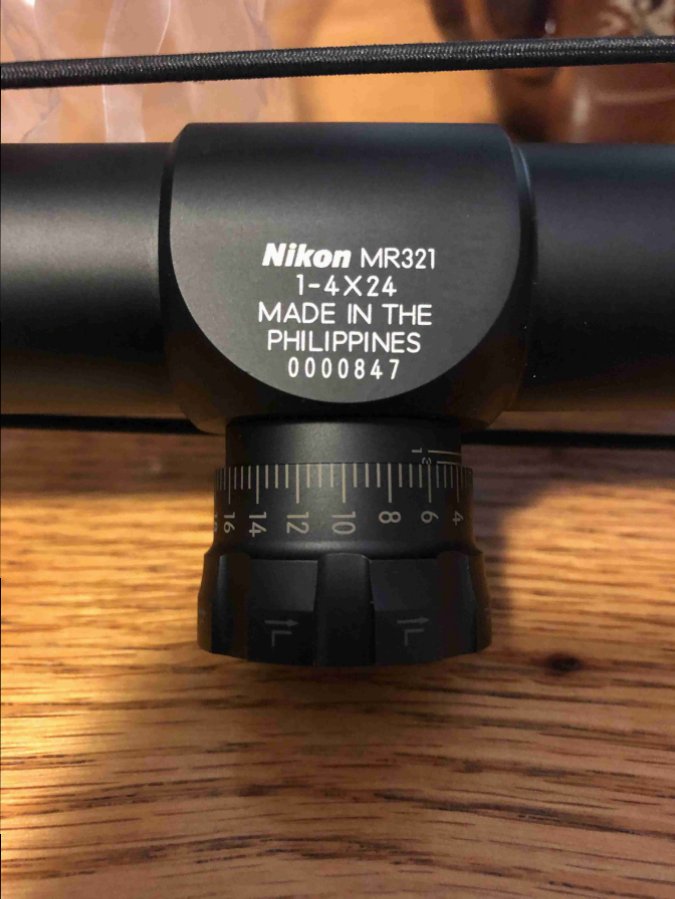 Nikon MR321
1-4X24
MADE IN THE
PHILIPPINES
0000847
16 14 12 10 8 6 4
L L